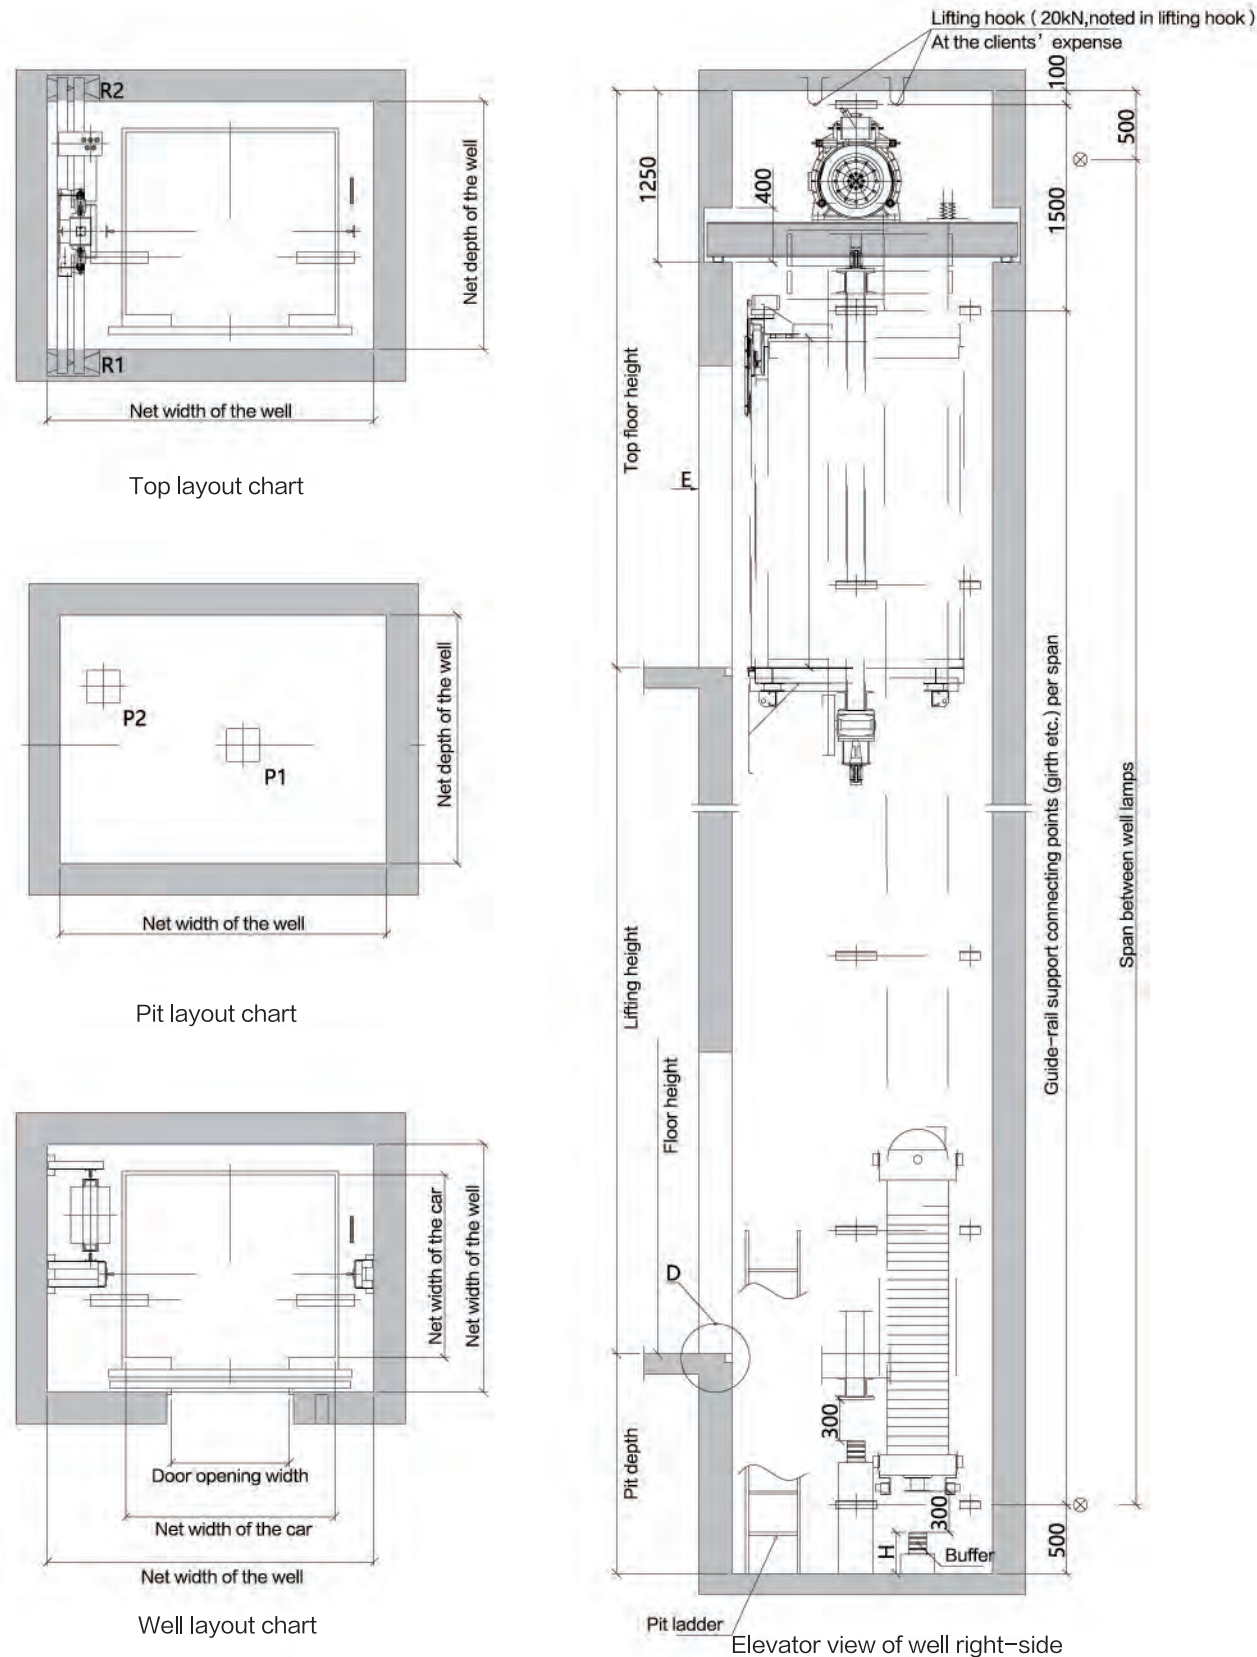 R2
R1
Net depth of the well
Net width of the well
Top layout chart
P2
P1
Net depth of the well
Net width of the well
Pit layout chart
Net width of the car
Net width of the well
Door opening width
Net width of the car
Net width of the well
Well layout chart
Lifting hook ( 20kN,noted in lifting hook )
At the clients’ expense
100
500
1250
400
1500
Top floor height
E
Guide-rail support connecting points (girth etc.) per span
Span between well lamps
Lifting height
Floor height
D
300
Pit depth
300
H
Buffer
500
Pit ladder
Elevator view of well right-side